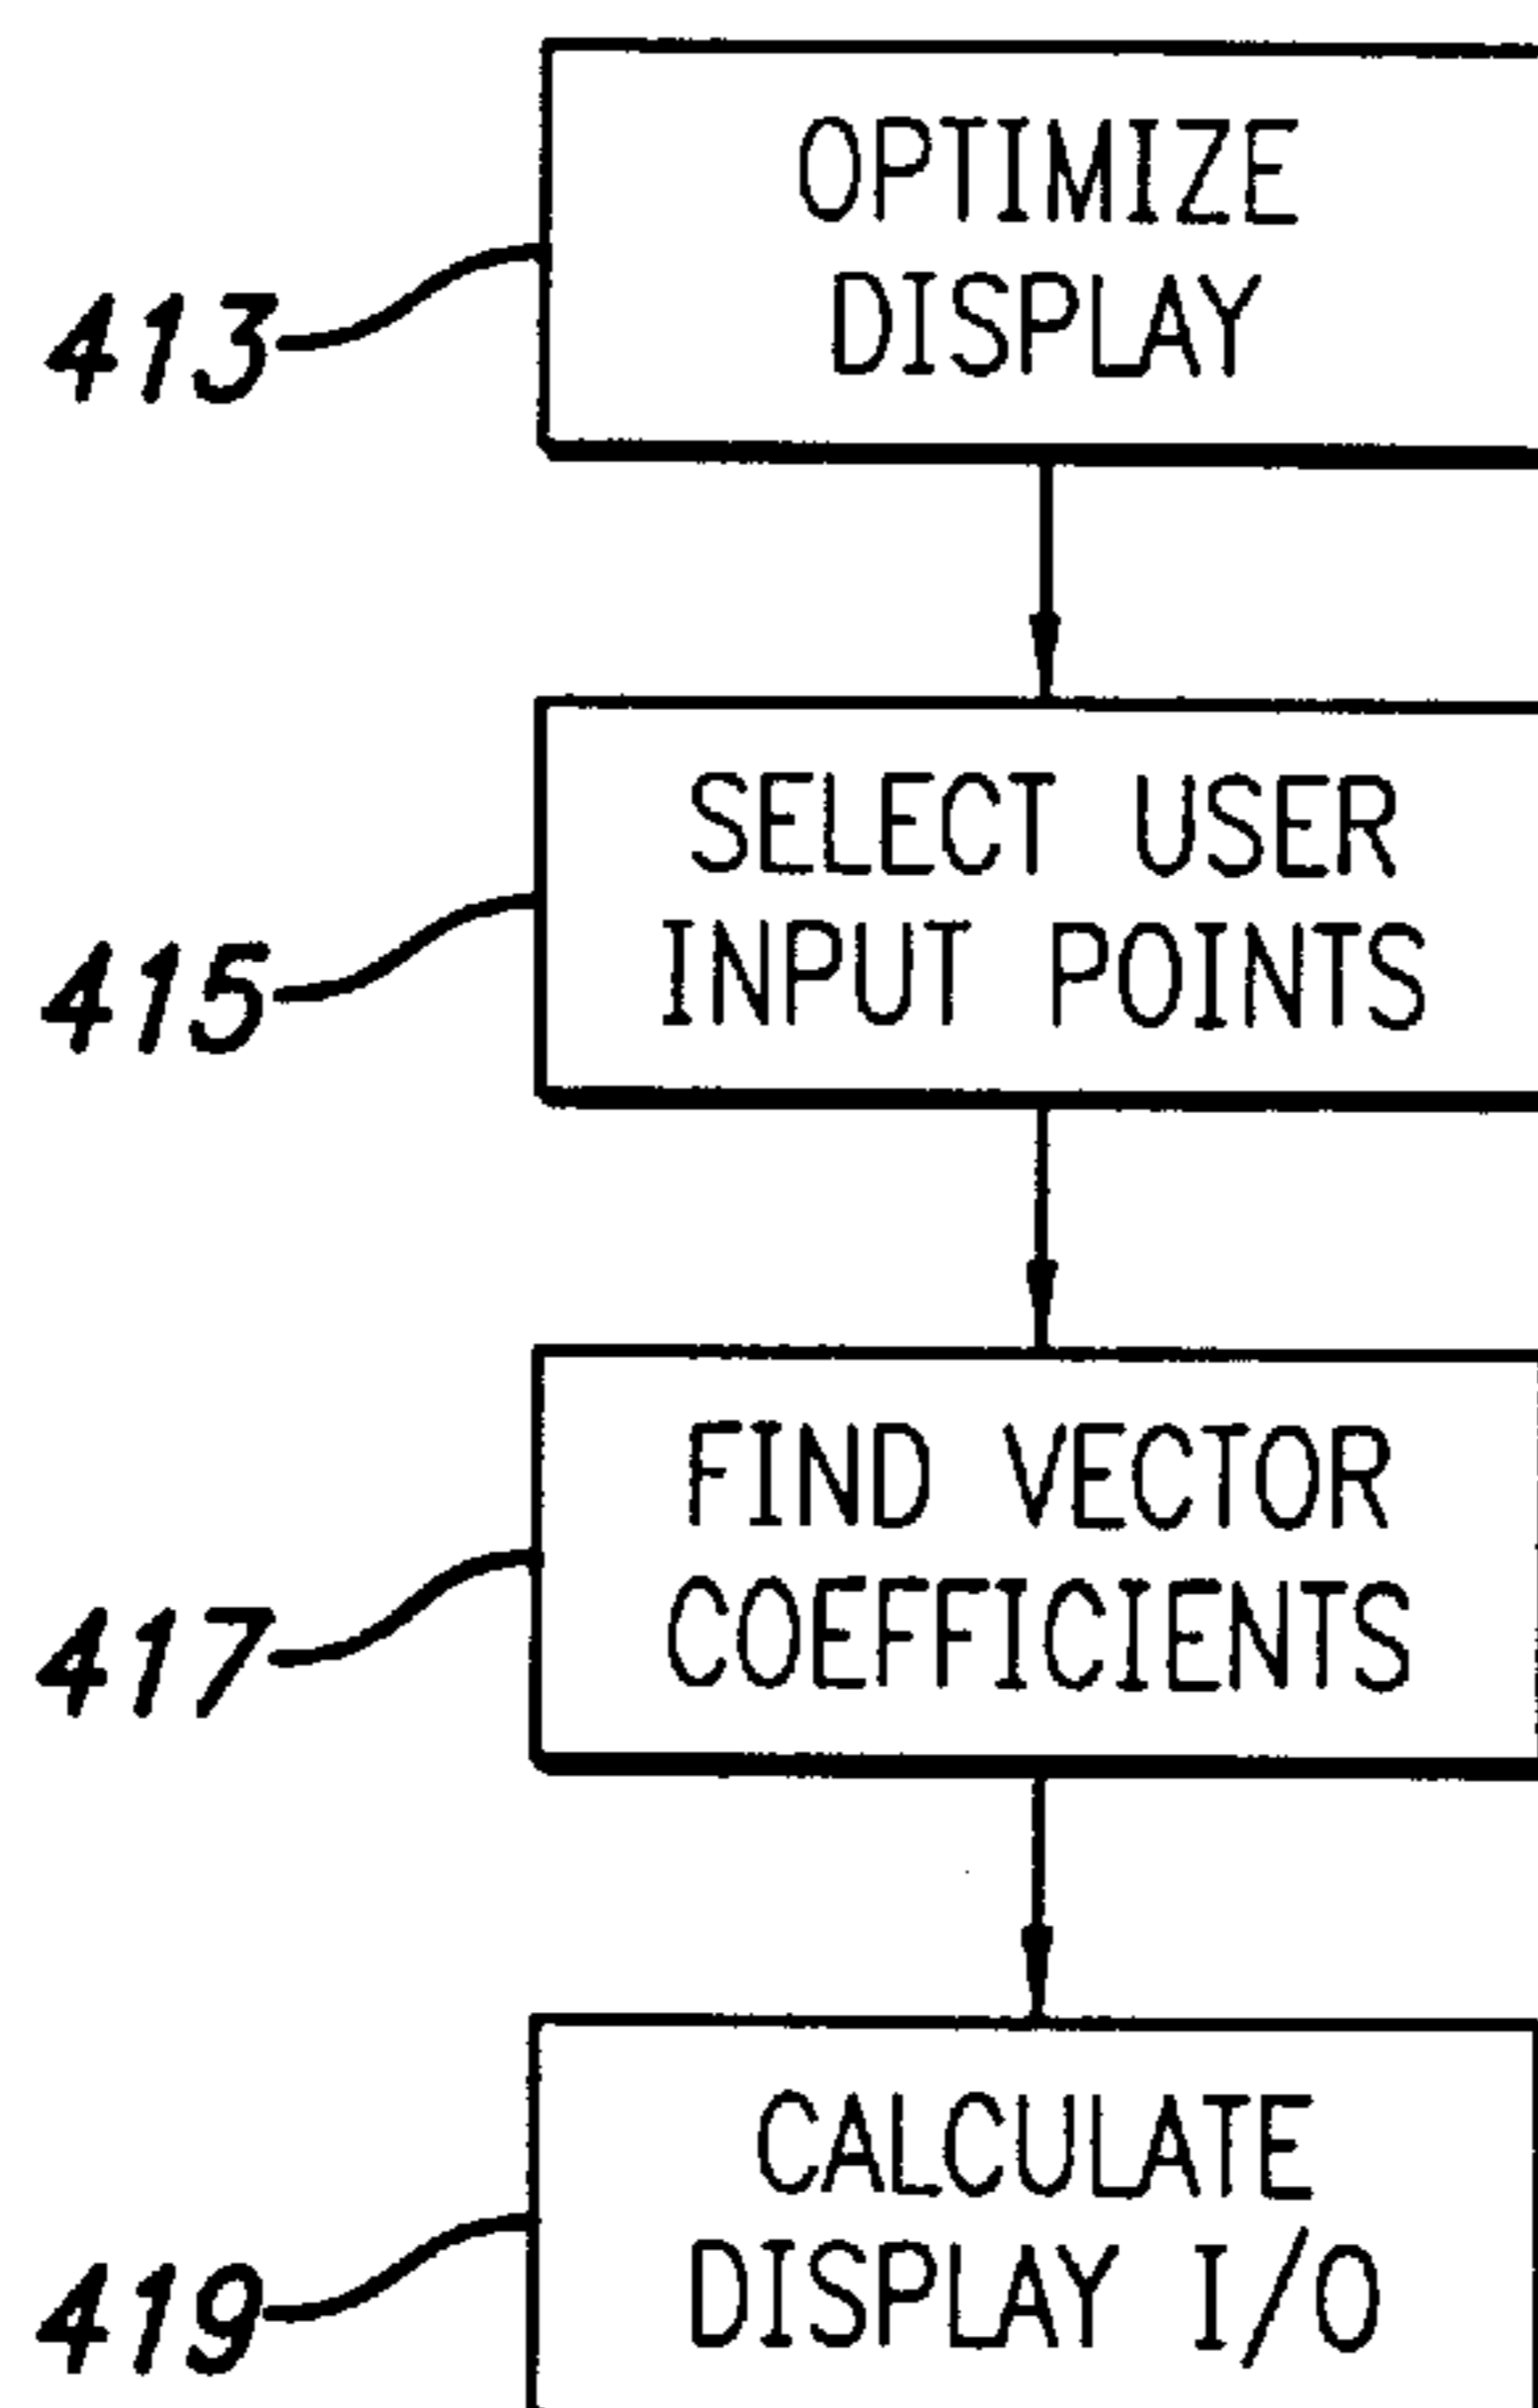 OPTIMIZE
DISPLAY
413
SELECT USER
INPUT POINTS
415
FIND VECTOR
COEFFICIENTS
417
CALCULATE
DISPLAY I/O
419